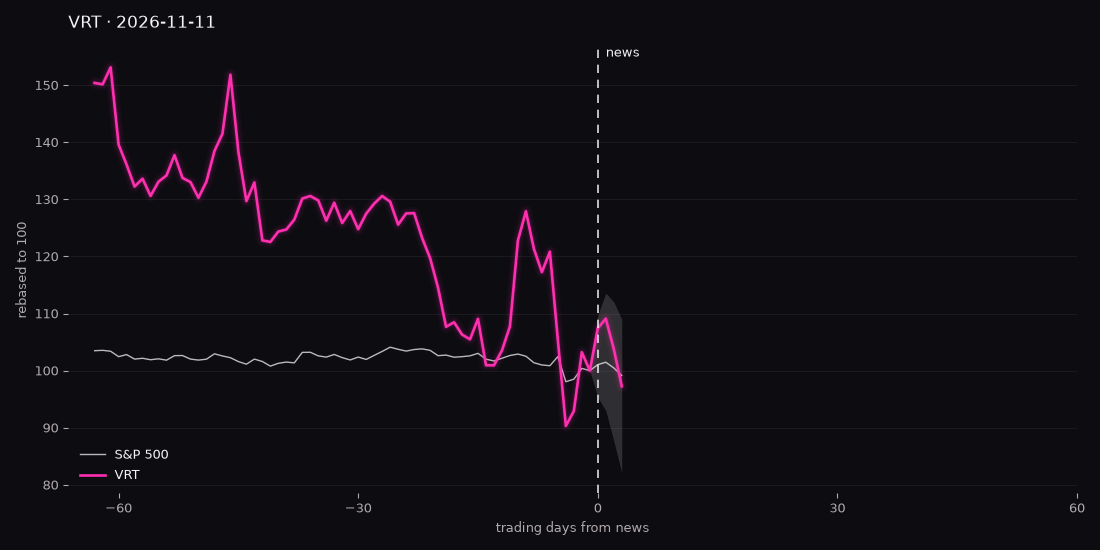 VRT · 2026-11-11
news
150
140
130
120
110
100
90
80
rebased to 100
S&P 500
VRT
−60
−30
0
30
60
trading days from news